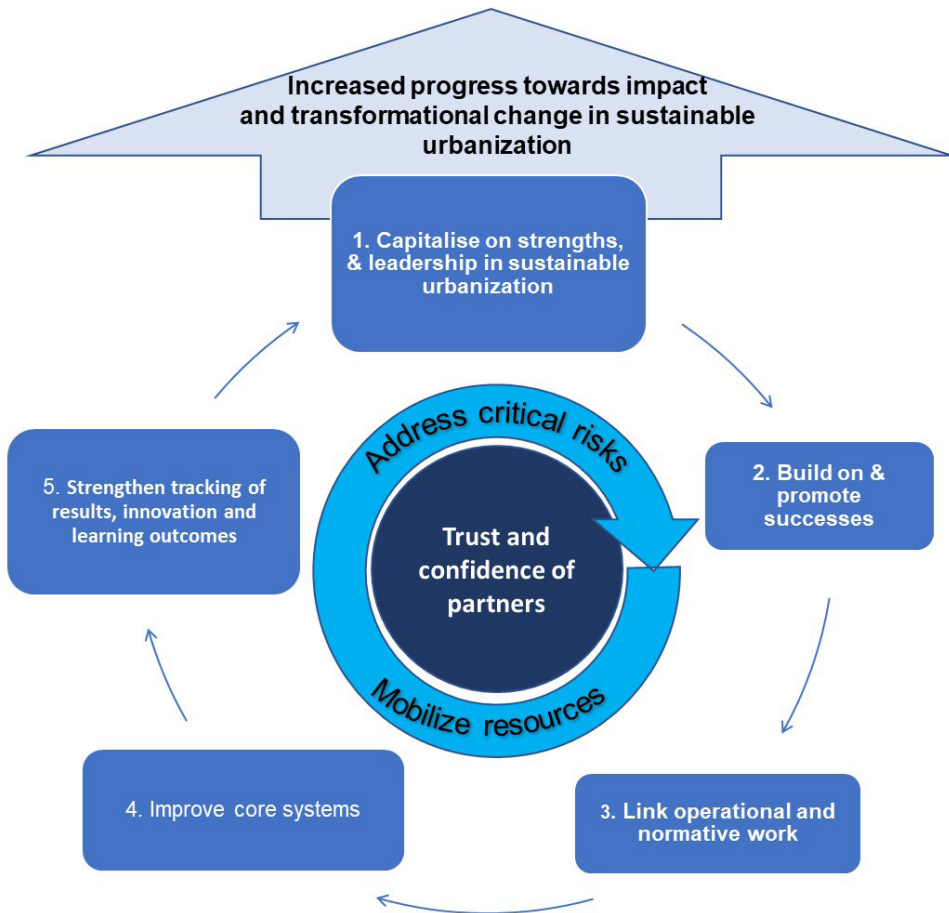 Increased progress towards impact
and transformational change in sustainable
urbanization
1. Capitalise on strengths,
& leadership in sustainable
urbanization
Address critical risks
2. Build on &
promote
successes
5. Strengthen tracking of
results, innovation and
learning outcomes
Trust and
confidence of
partners
Mobilize resources
4. Improve core systems
3. Link operational and
normative work